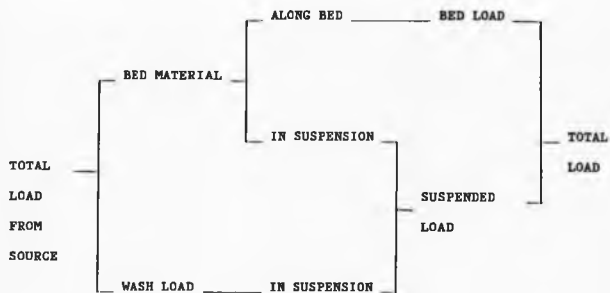 ALONG BED
BED LOAD
BED MATERIAL
IN SUSPENSION
TOTAL
LOAD
TOTAL
LOAD
FROM
SOURCE
SUSPENDED
LOAD
WASH LOAD
IN SUSPENSION